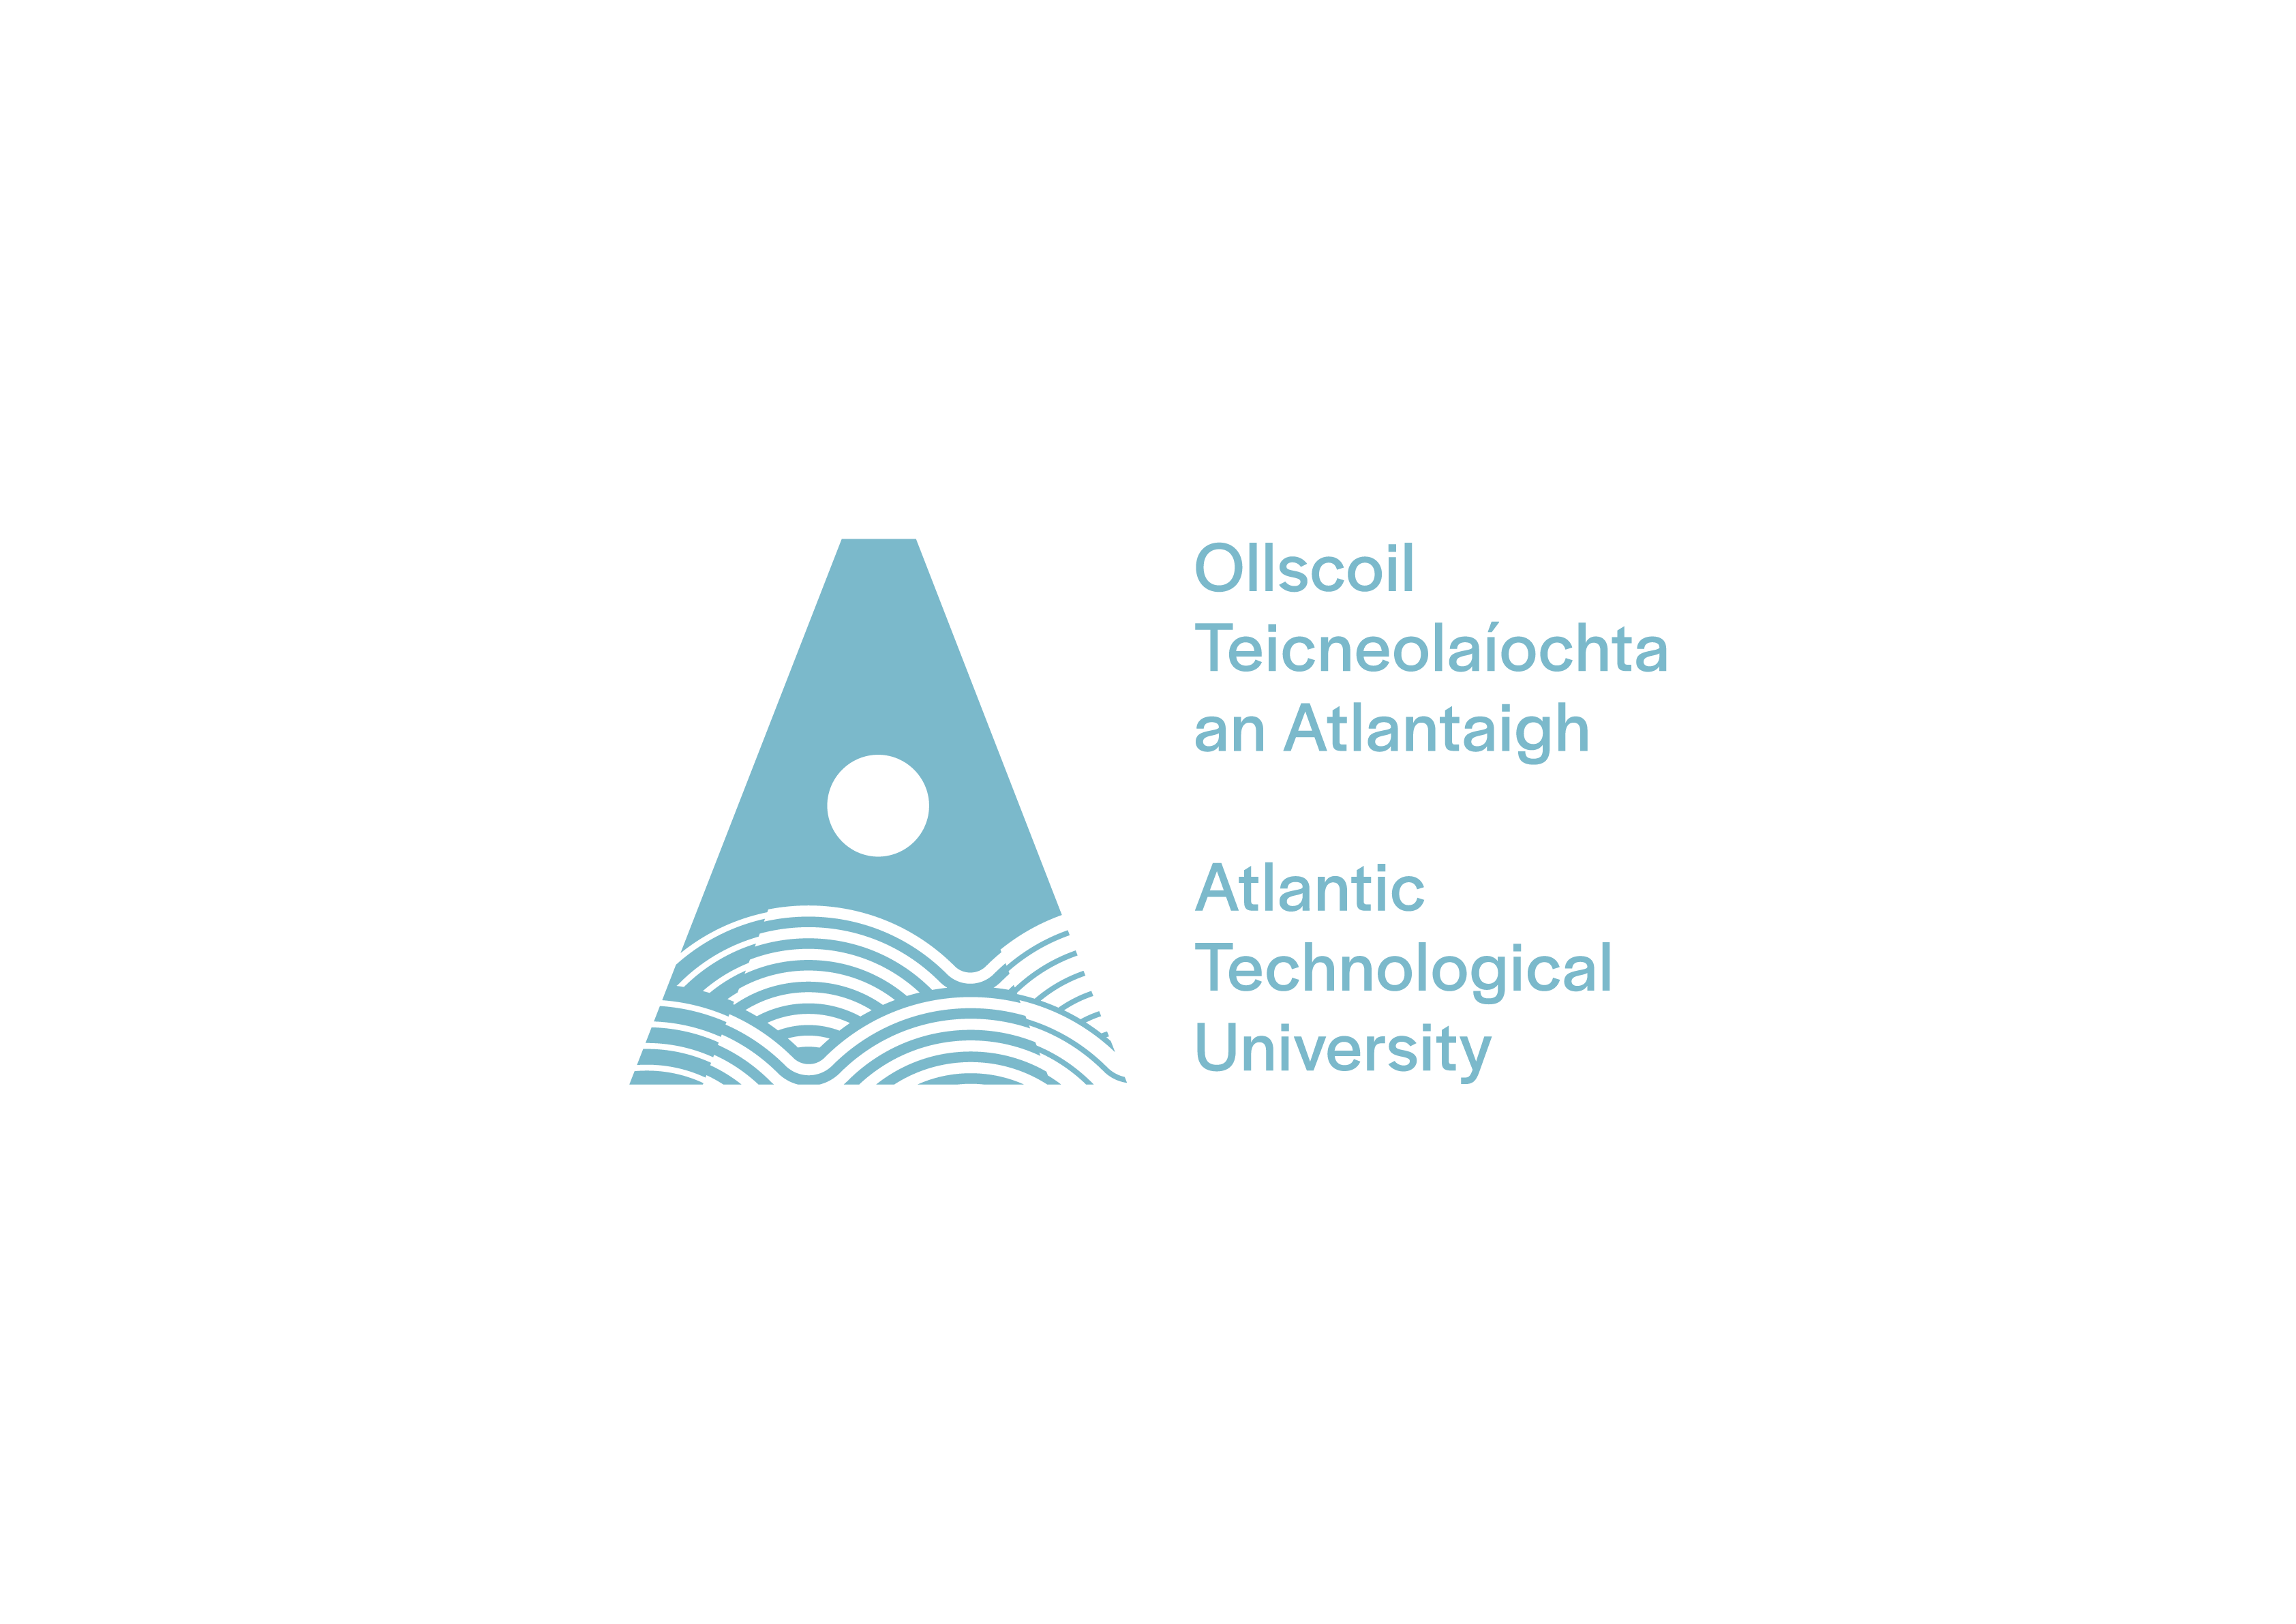 Ollscoil
Teicneolaíochta
an Atlantaigh
Atlantic
Technological
University